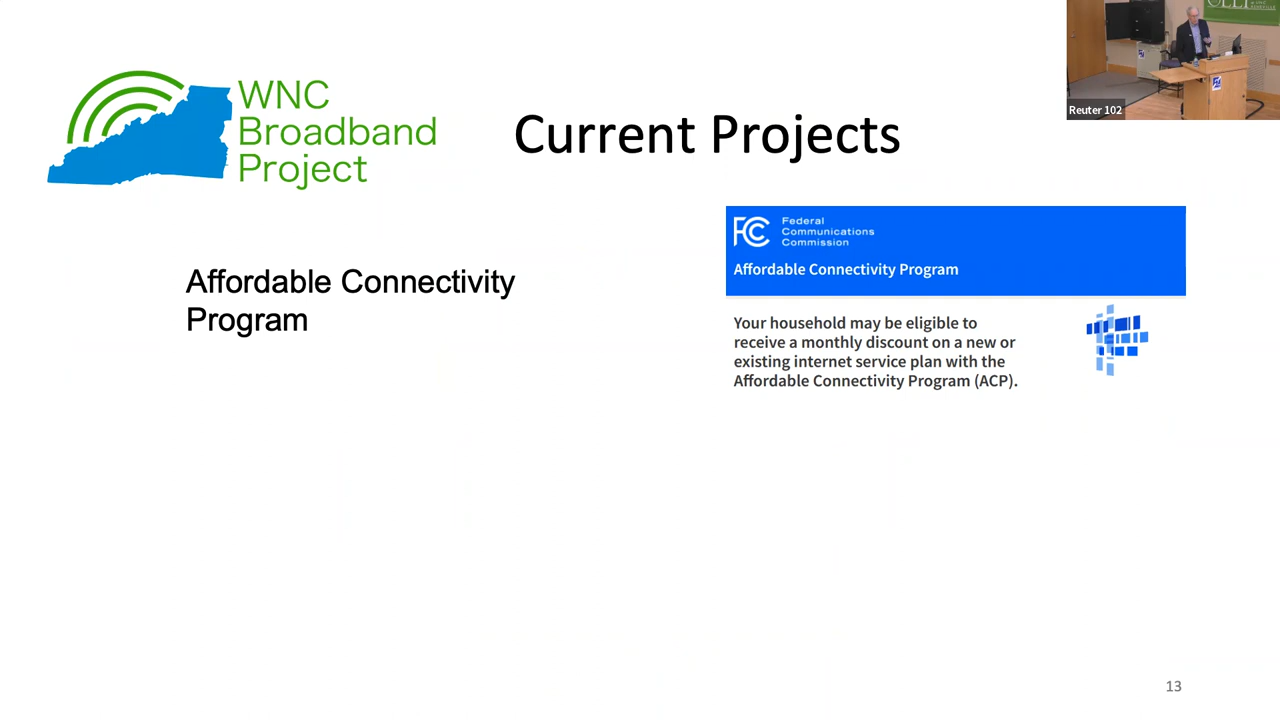 WNC
Broadband
Project
Current Projects
Reuter 102
Affordable Connectivity
Program
FCC
Federal
Communications
Commission
Affordable Connectivity Program
Your household may be eligible to
receive a monthly discount on a new or
existing internet service plan with the
Affordable Connectivity Program (ACP).
13